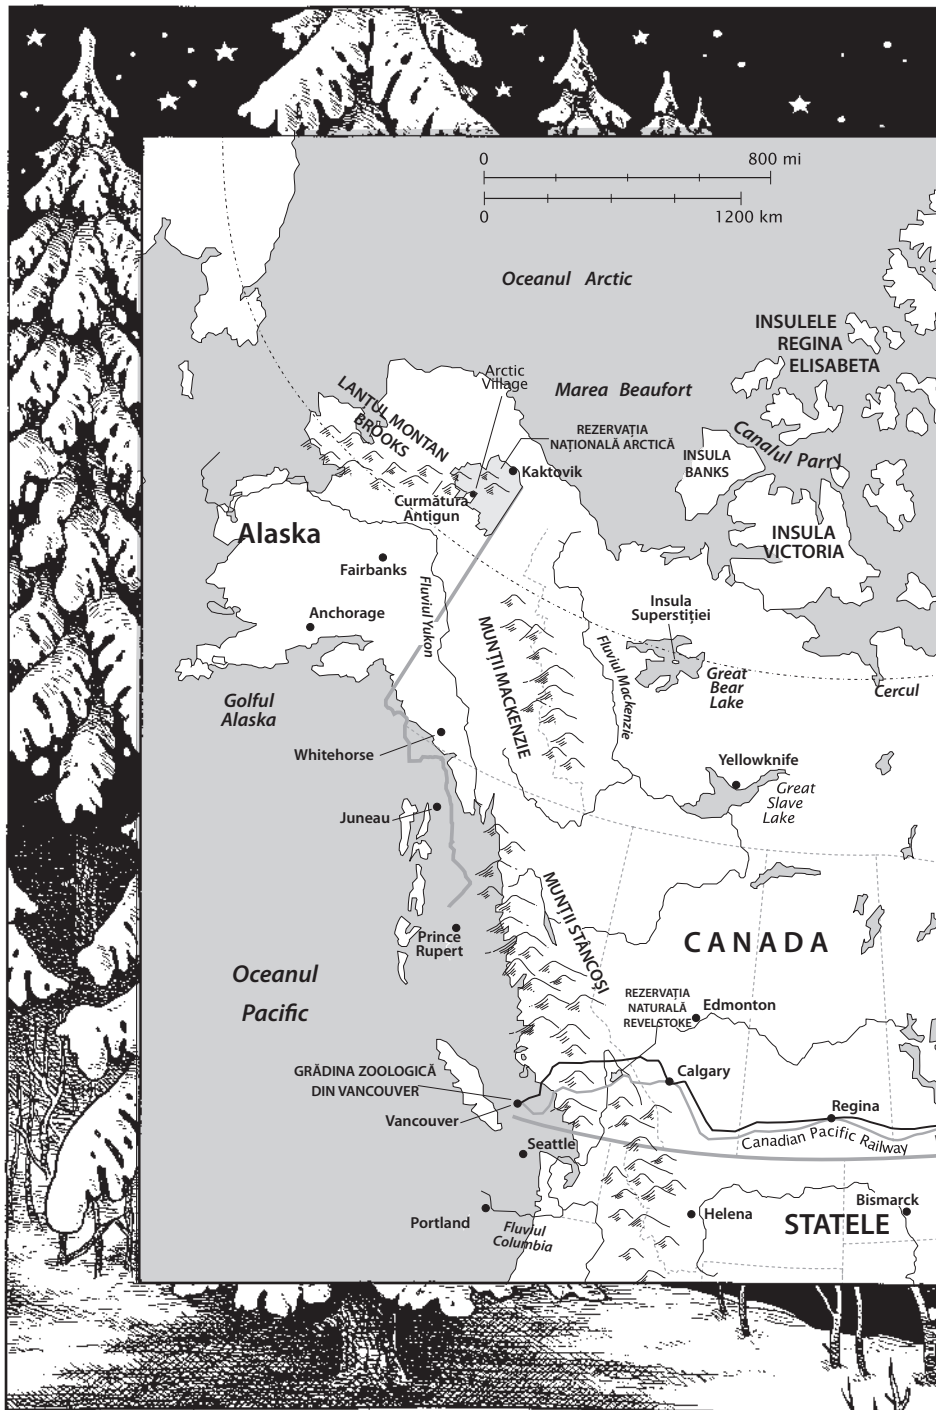 0 800 mi
0 1200 km
Oceanul Arctic
INSULELE
REGINA
ELISABETA
Arctic
Village
Marea Beaufort
LANȚUL MONTAN
BROOKS
REZERVAȚIA
NAȚIONALĂ ARCTICĂ
Canalul Parry
INSULA
BANKS
Kaktovik
Curmătura
Antigun
Alaska
INSULA
VICTORIA
Fairbanks
Fluviul Yukon
Anchorage
Insula
Superstiției
MUNȚII MACKENZIE
Fluviul Mackenzie
Great
Bear
Lake
Cercul
Golful
Alaska
Whitehorse
Yellowknife
Great
Slave
Lake
Juneau
MUNȚII STÂNCOȘI
Prince
Rupert
CANADA
Oceanul
Pacific
REZERVAȚIA
NATURALĂ
REVELSTOKE
Edmonton
GRĂDINA ZOOLOGICĂ
DIN VANCOUVER
Calgary
Vancouver
Regina
Canadian Pacific Railway
Seattle
Portland
Fluviul
Columbia
Helena
STATELE
Bismarck